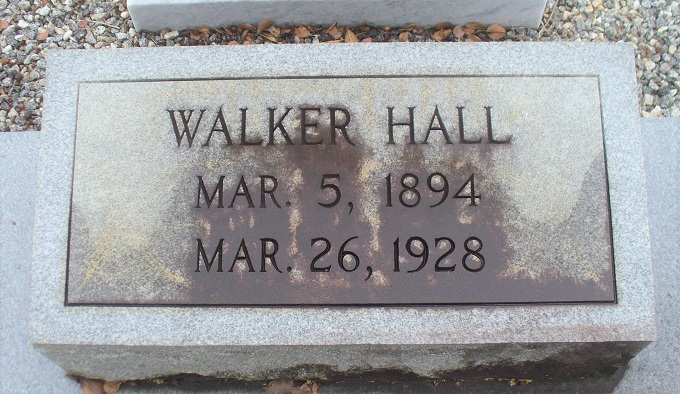 WALKER HALL
MAR. 5, 1894
MAR. 26, 1928